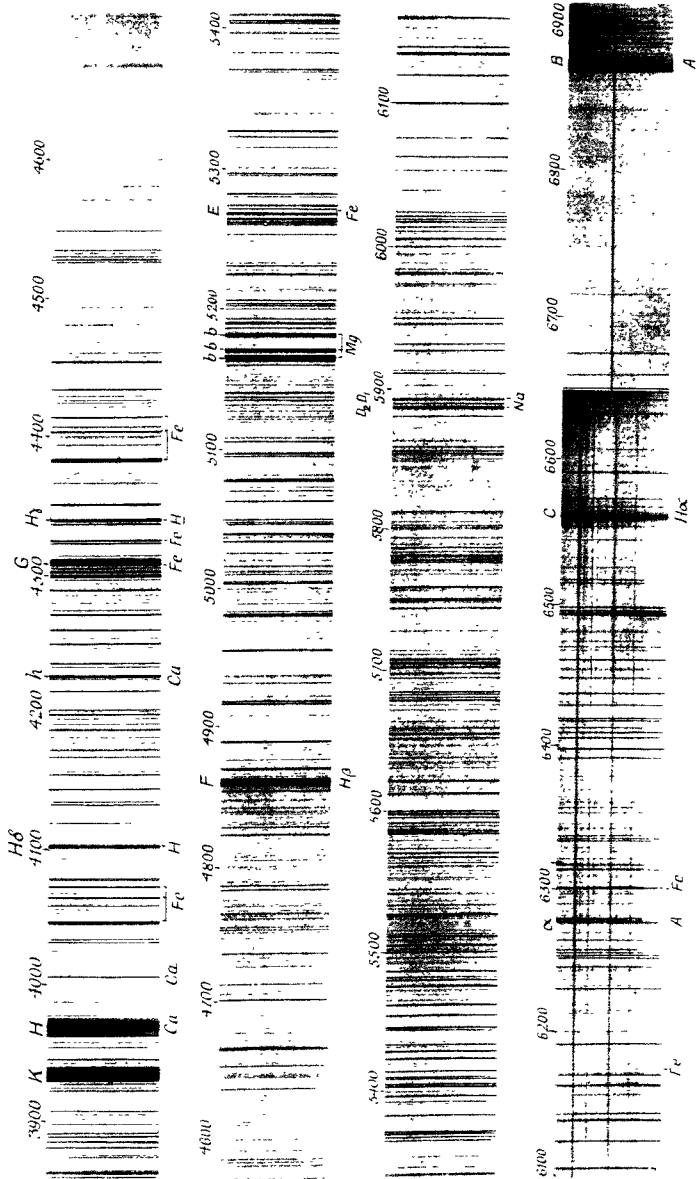 K H Hδ h G Hγ
3900 4000 4100 4200 4300 4400 4500 4600
Ca Ca Fe H Ca Fe Fe H Fe
F b b b E
4600 4700 4800 4900 5000 5100 5200 5300 5400
Hβ Mg Fe
D₂ D₁
5400 5500 5600 5700 5800 5900 6000 6100
Na
α C B
6100 6200 6300 6400 6500 6600 6700 6800 6900
Fe A Fe Hα A